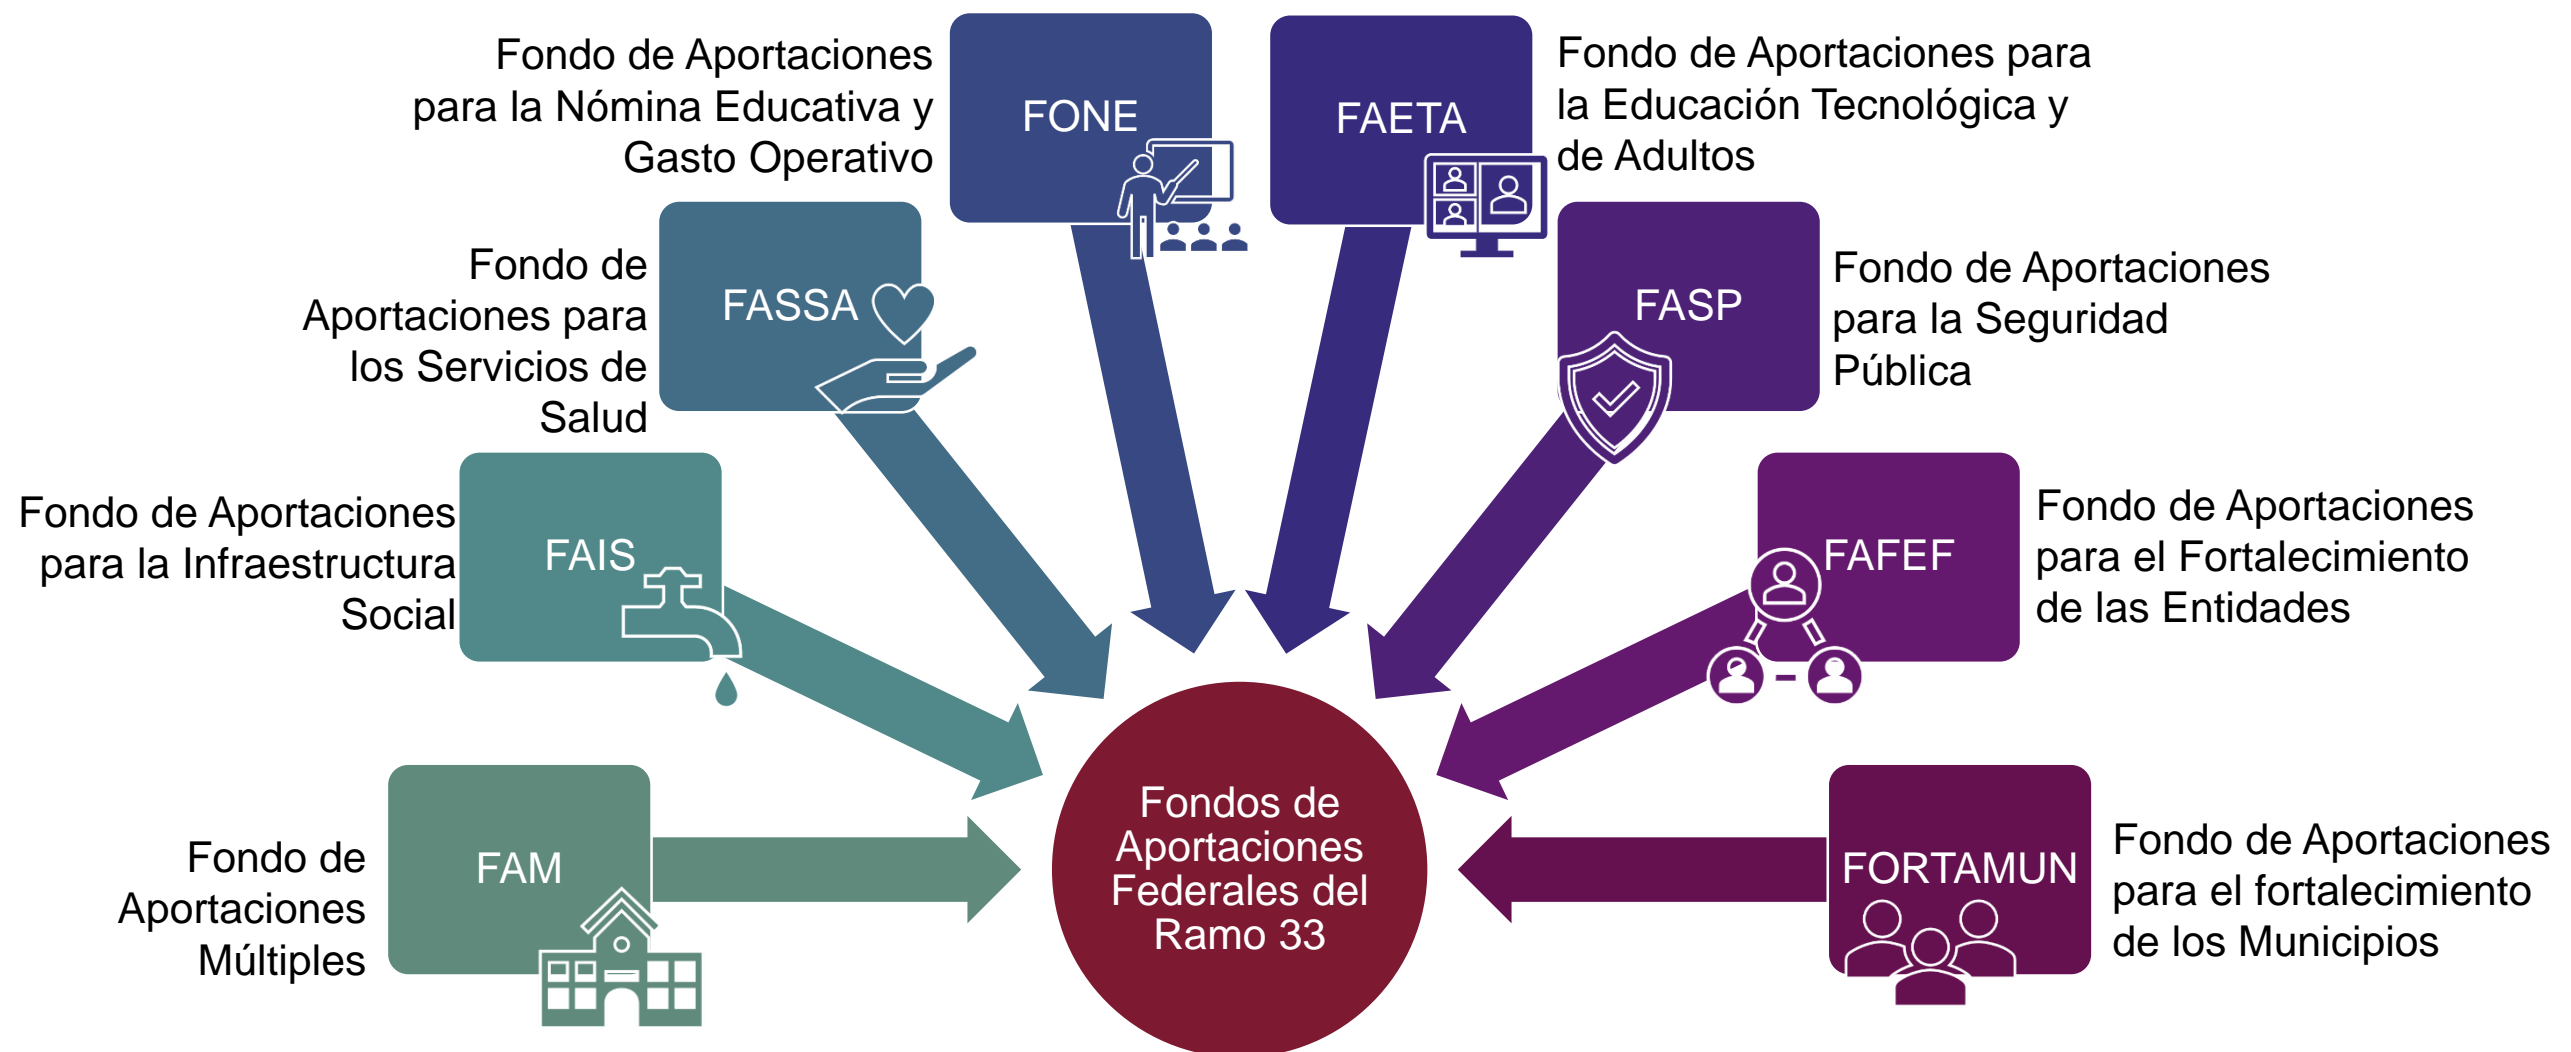 Fondo de Aportaciones
para la Nómina Educativa y
Gasto Operativo
FONE
FAETA
Fondo de Aportaciones para
la Educación Tecnológica y
de Adultos
Fondo de
Aportaciones para
los Servicios de
Salud
FASSA
FASP
Fondo de Aportaciones
para la Seguridad
Pública
Fondo de Aportaciones
para la Infraestructura
Social
FAIS
FAFEF
Fondo de Aportaciones
para el Fortalecimiento
de las Entidades
Fondo de
Aportaciones
Múltiples
FAM
Fondos de
Aportaciones
Federales del
Ramo 33
FORTAMUN
Fondo de Aportaciones
para el fortalecimiento
de los Municipios